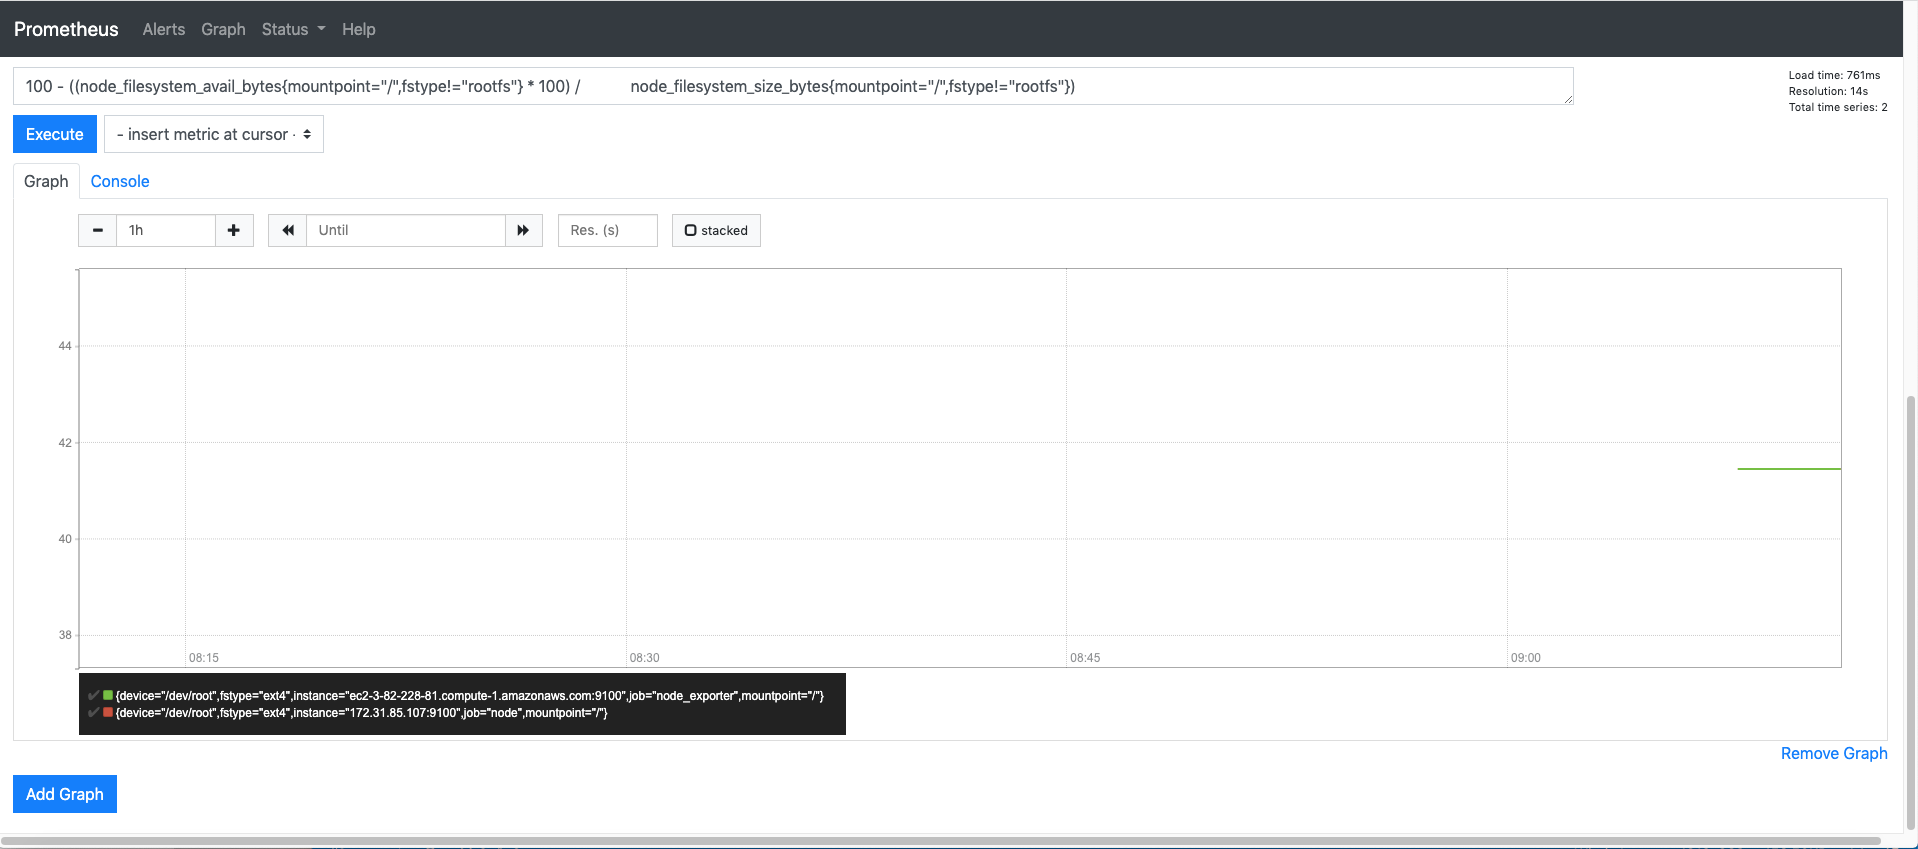 Prometheus Alerts Graph Status Help
100 - ((node_filesystem_avail_bytes{mountpoint="/",fstype!="rootfs"} * 100) / node_filesystem_size_bytes{mountpoint="/",fstype!="rootfs"})
Load time: 761ms
Resolution: 14s
Total time series: 2
Execute - insert metric at cursor -
Graph Console
1h Until Res. (s) stacked
44
42
40
38
08:15 08:30 08:45 09:00
{device="/dev/root",fstype="ext4",instance="ec2-3-82-228-81.compute-1.amazonaws.com:9100",job="node_exporter",mountpoint="/"}
{device="/dev/root",fstype="ext4",instance="172.31.85.107:9100",job="node",mountpoint="/"}
Remove Graph
Add Graph